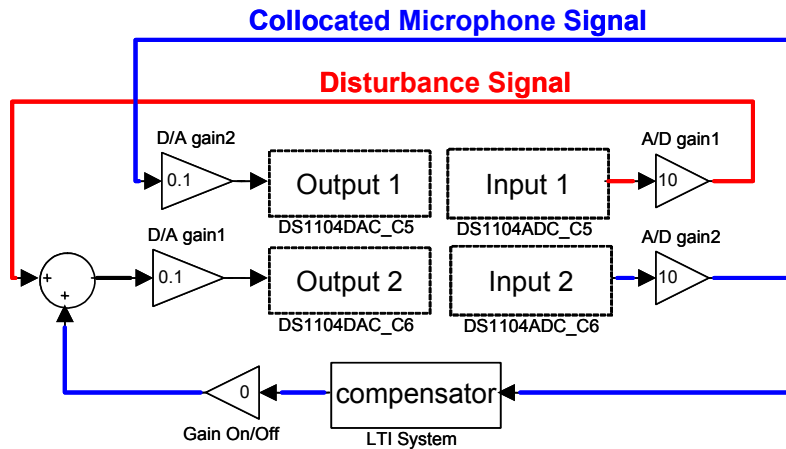 Collocated Microphone Signal
Disturbance Signal
D/A gain2
A/D gain1
0.1
Output 1
Input 1
10
DS1104DAC_C5
DS1104ADC_C5
D/A gain1
A/D gain2
+
+
0.1
Output 2
Input 2
10
DS1104DAC_C6
DS1104ADC_C6
0
compensator
Gain On/Off
LTI System